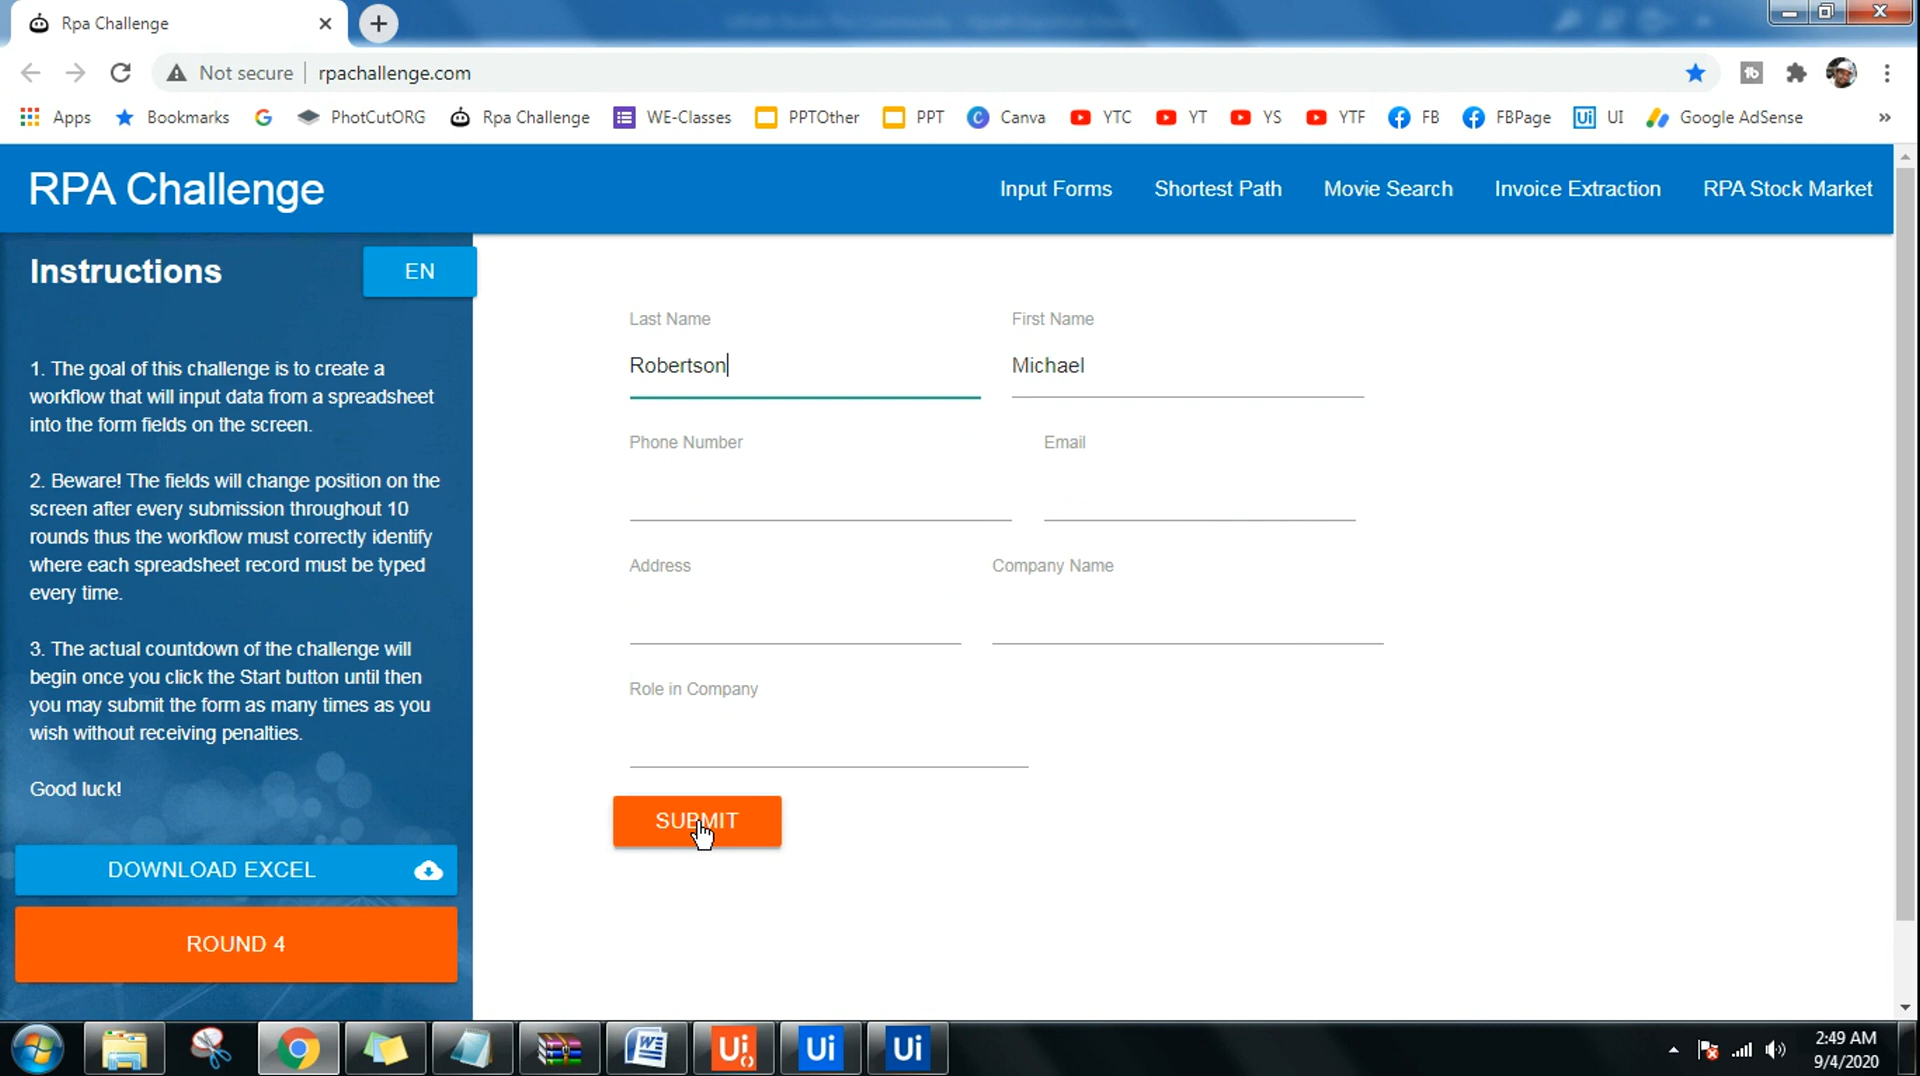 Rpa Challenge
Not secure
rpachallenge.com
Apps
Bookmarks
PhotCutORG
Rpa Challenge
WE-Classes
PPTOther
PPT
Canva
YTC
YT
YS
YTF
FB
FBPage
UI
Google AdSense
RPA Challenge
Input Forms
Shortest Path
Movie Search
Invoice Extraction
RPA Stock Market
Instructions
EN
1. The goal of this challenge is to create a
workflow that will input data from a spreadsheet
into the form fields on the screen.
2. Beware! The fields will change position on the
screen after every submission throughout 10
rounds thus the workflow must correctly identify
where each spreadsheet record must be typed
every time.
3. The actual countdown of the challenge will
begin once you click the Start button until then
you may submit the form as many times as you
wish without receiving penalties.
Good luck!
DOWNLOAD EXCEL
ROUND 4
Last Name
First Name
Robertson
Michael
Phone Number
Email
Address
Company Name
Role in Company
SUBMIT
Ui
Ui
Ui
2:49 AM
9/4/2020